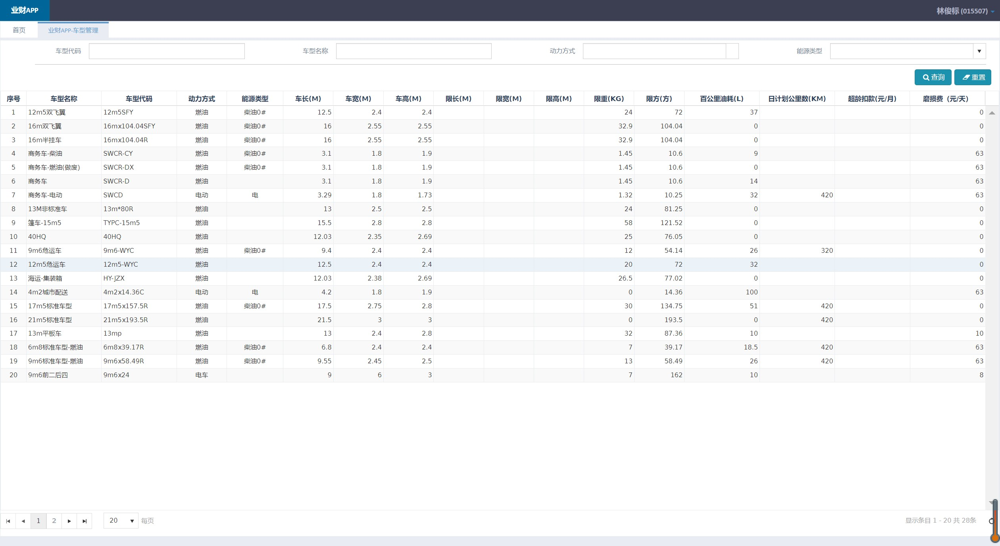 业财APP
林俊标 (015507)
首页 业财APP-车型管理
车型代码 车型名称 动力方式 能源类型
查询 重置
序号 车型名称 车型代码 动力方式 能源类型 车长(M) 车宽(M) 车高(M) 限长(M) 限宽(M) 限高(M) 限重(KG) 限方(方) 百公里油耗(L) 日计划公里数(KM) 超龄扣款(元/月) 磨损费（元/天）
1 12m5双飞翼 12m5SFY 燃油 柴油0# 12.5 2.4 2.4 24 72 37 0
2 16m双飞翼 16mx104.04SFY 燃油 柴油0# 16 2.55 2.55 32.9 104.04 0 0
3 16m半挂车 16mx104.04R 燃油 柴油0# 16 2.55 2.55 32.9 104.04 0 0
4 商务车-柴油 SWCR-CY 燃油 柴油0# 3.1 1.8 1.9 1.45 10.6 9 63
5 商务车-燃油(做废) SWCR-DX 燃油 柴油0# 3.1 1.8 1.9 1.45 10.6 0 63
6 商务车 SWCR-D 燃油 3.1 1.8 1.9 1.45 10.6 14 63
7 商务车-电动 SWCD 电动 电 3.29 1.8 1.73 1.32 10.25 32 420 63
8 13M非标准车 13m*80R 燃油 13 2.5 2.5 24 81.25 0 0
9 篷车-15m5 TYPC-15m5 燃油 15.5 2.8 2.8 58 121.52 0 0
10 40HQ 40HQ 燃油 12.03 2.35 2.69 25 76.05 0 0
11 9m6危运车 9m6-WYC 燃油 柴油0# 9.4 2.4 2.4 12 54.14 26 320 0
12 12m5危运车 12m5-WYC 燃油 12.5 2.4 2.4 20 72 32 0
13 海运-集装箱 HY-JZX 燃油 12.03 2.38 2.69 26.5 77.02 0 0
14 4m2城市配送 4m2x14.36C 电动 电 4.2 1.8 1.9 0 14.36 100 63
15 17m5标准车型 17m5x157.5R 燃油 柴油0# 17.5 2.75 2.8 30 134.75 51 420 0
16 21m5标准车型 21m5x193.5R 燃油 21.5 3 3 0 193.5 0 420 0
17 13m平板车 13mp 燃油 13 2.4 2.8 32 87.36 10 10
18 6m8标准车型-燃油 6m8x39.17R 燃油 柴油0# 6.8 2.4 2.4 7 39.17 18.5 420 63
19 9m6标准车型-燃油 9m6x58.49R 燃油 柴油0# 9.55 2.45 2.5 13 58.49 26 420 63
20 9m6前二后四 9m6x24 电车 9 6 3 7 162 10 8
1 2 20 每页 显示条目 1 - 20 共 28条